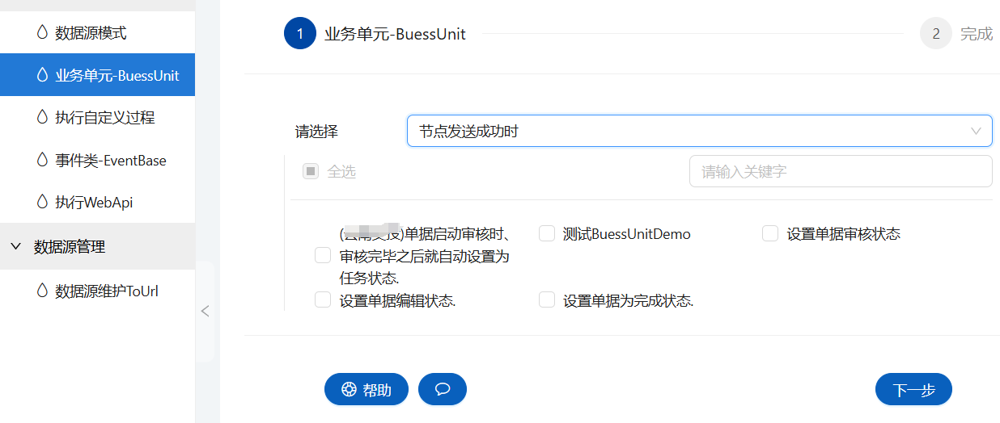 数据源模式
业务单元-BuessUnit
执行自定义过程
事件类-EventBase
执行WebApi
数据源管理
数据源维护ToUrl
1 业务单元-BuessUnit
2 完成
请选择 节点发送成功时
全选 请输入关键字
)单据启动审核时、
审核完毕之后就自动设置为
任务状态.
测试BuessUnitDemo
设置单据审核状态
设置单据编辑状态.
设置单据为完成状态.
帮助
下一步